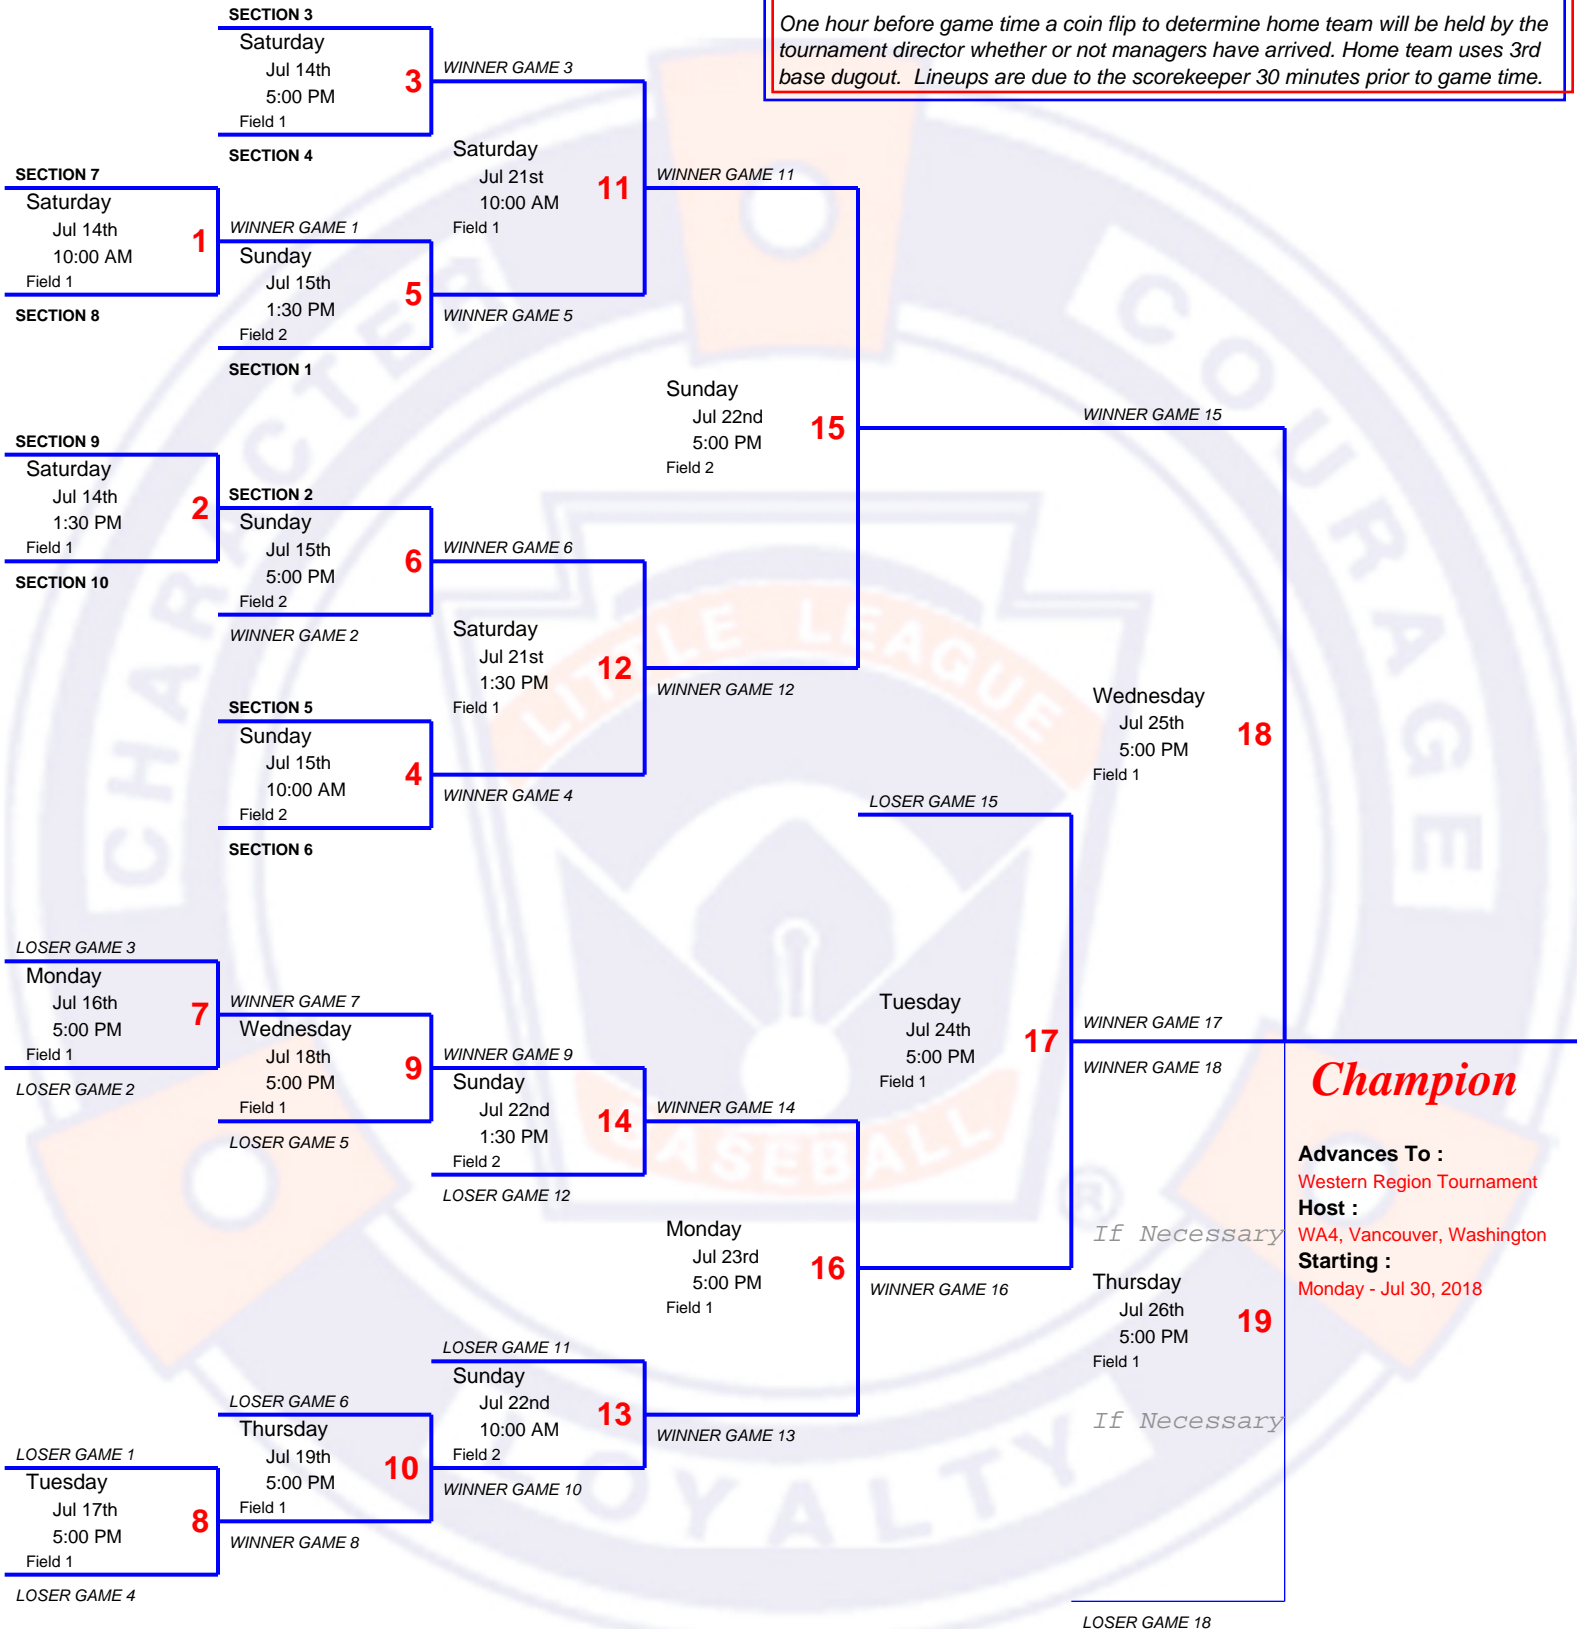 One hour before game time a coin flip to determine home team will be held by the
tournament director whether or not managers have arrived. Home team uses 3rd
base dugout.  Lineups are due to the scorekeeper 30 minutes prior to game time.
SECTION 3
Saturday
Jul 14th
5:00 PM
Field 1
3
SECTION 4
WINNER GAME 3
SECTION 7
Saturday
Jul 14th
10:00 AM
Field 1
1
SECTION 8
WINNER GAME 1
Sunday
Jul 15th
1:30 PM
Field 2
5
SECTION 1
WINNER GAME 5
Saturday
Jul 21st
10:00 AM
Field 1
11
WINNER GAME 11
SECTION 9
Saturday
Jul 14th
1:30 PM
Field 1
2
SECTION 10
SECTION 2
Sunday
Jul 15th
5:00 PM
Field 2
6
WINNER GAME 2
WINNER GAME 6
SECTION 5
Sunday
Jul 15th
10:00 AM
Field 2
4
SECTION 6
WINNER GAME 4
Saturday
Jul 21st
1:30 PM
Field 1
12
WINNER GAME 12
Sunday
Jul 22nd
5:00 PM
Field 2
15
WINNER GAME 15
Wednesday
Jul 25th
5:00 PM
Field 1
18
LOSER GAME 3
Monday
Jul 16th
5:00 PM
Field 1
7
LOSER GAME 2
WINNER GAME 7
Wednesday
Jul 18th
5:00 PM
Field 1
9
LOSER GAME 5
WINNER GAME 9
Sunday
Jul 22nd
1:30 PM
Field 2
14
LOSER GAME 12
WINNER GAME 14
LOSER GAME 1
Tuesday
Jul 17th
5:00 PM
Field 1
8
LOSER GAME 4
LOSER GAME 6
Thursday
Jul 19th
5:00 PM
Field 1
10
WINNER GAME 8
LOSER GAME 11
Sunday
Jul 22nd
10:00 AM
Field 2
13
WINNER GAME 10
WINNER GAME 13
Monday
Jul 23rd
5:00 PM
Field 1
16
WINNER GAME 16
LOSER GAME 15
Tuesday
Jul 24th
5:00 PM
Field 1
17
WINNER GAME 17
WINNER GAME 18
If Necessary
Thursday
Jul 26th
5:00 PM
Field 1
19
If Necessary
LOSER GAME 18
Champion
Advances To :
Western Region Tournament
Host :
WA4, Vancouver, Washington
Starting :
Monday - Jul 30, 2018
CHARACTER
COURAGE
LOYALTY
LITTLE LEAGUE
BASEBALL
®